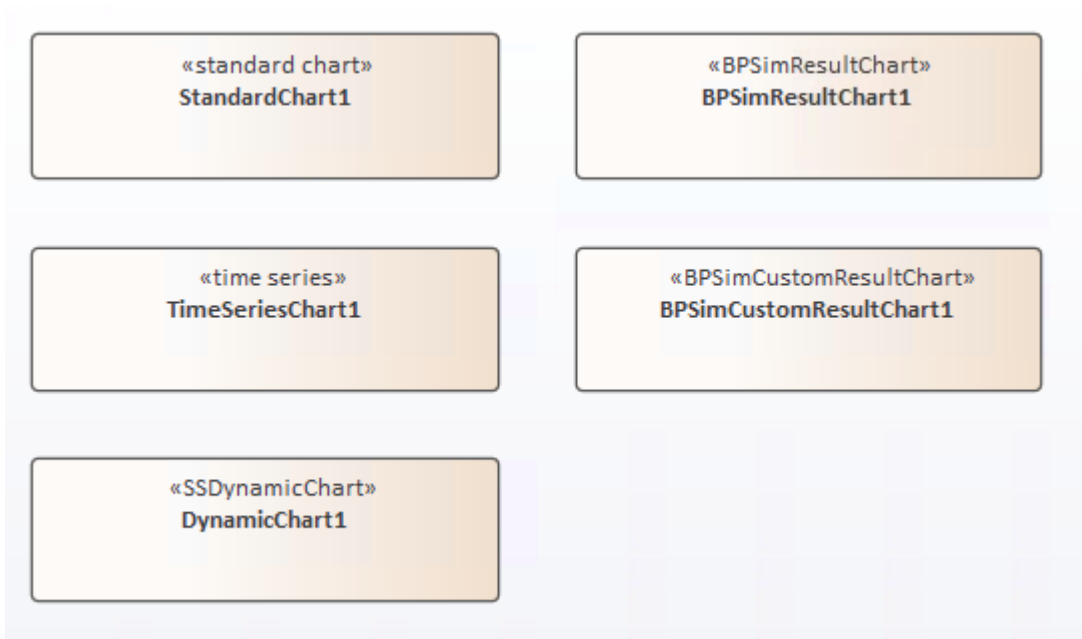 «standard chart»
StandardChart1
«BPSimResultChart»
BPSimResultChart1
«time series»
TimeSeriesChart1
«BPSimCustomResultChart»
BPSimCustomResultChart1
«SSDynamicChart»
DynamicChart1